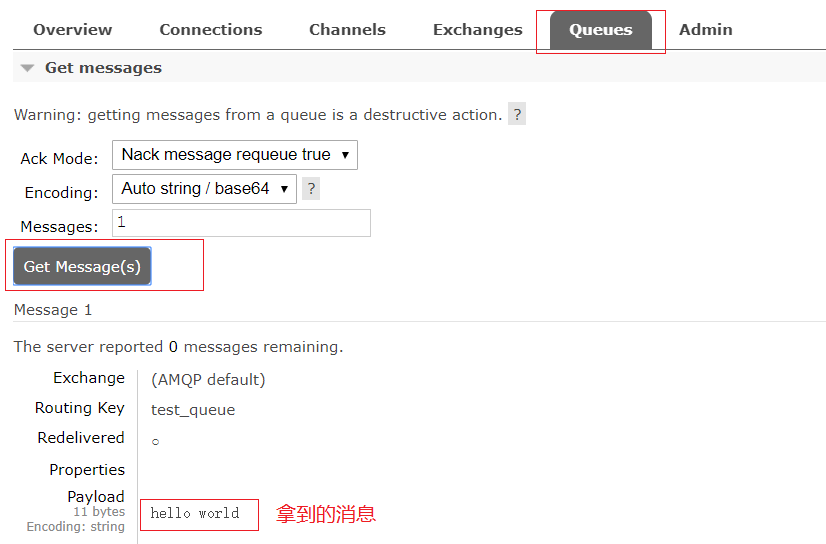 Overview Connections Channels Exchanges Queues Admin
Get messages
Warning: getting messages from a queue is a destructive action. ?
Ack Mode: Nack message requeue true
Encoding: Auto string / base64 ?
Messages: 1
Get Message(s)
Message 1
The server reported 0 messages remaining.
Exchange (AMQP default)
Routing Key test_queue
Redelivered ○
Properties
Payload
11 bytes
hello world 拿到的消息
Encoding: string